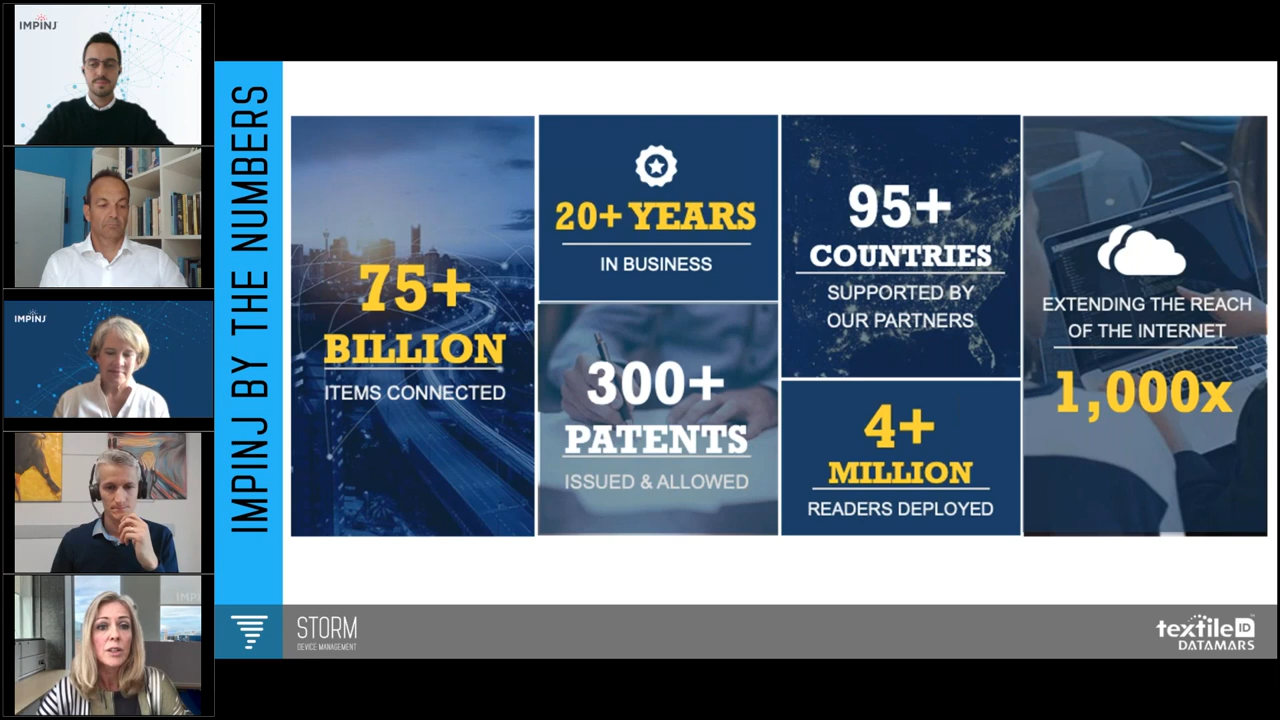 IMPINJ
IMPINJ
IMPINJ
IMPINJ BY THE NUMBERS
75+
BILLION
ITEMS CONNECTED
20+ YEARS
IN BUSINESS
300+
PATENTS
ISSUED & ALLOWED
95+
COUNTRIES
SUPPORTED BY
OUR PARTNERS
4+
MILLION
READERS DEPLOYED
EXTENDING THE REACH
OF THE INTERNET
1,000x
STORM
DEVICE MANAGEMENT
textile ID
DATAMARS